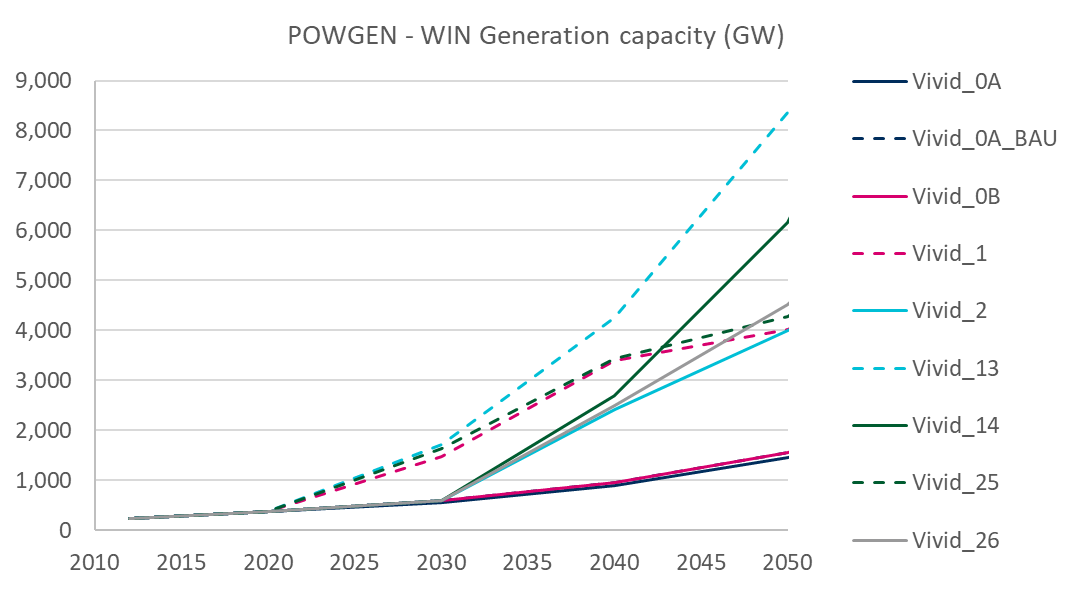 POWGEN - WIN Generation capacity (GW)
9,000
8,000
7,000
6,000
5,000
4,000
3,000
2,000
1,000
0
2010 2015 2020 2025 2030 2035 2040 2045 2050
Vivid_0A
Vivid_0A_BAU
Vivid_0B
Vivid_1
Vivid_2
Vivid_13
Vivid_14
Vivid_25
Vivid_26